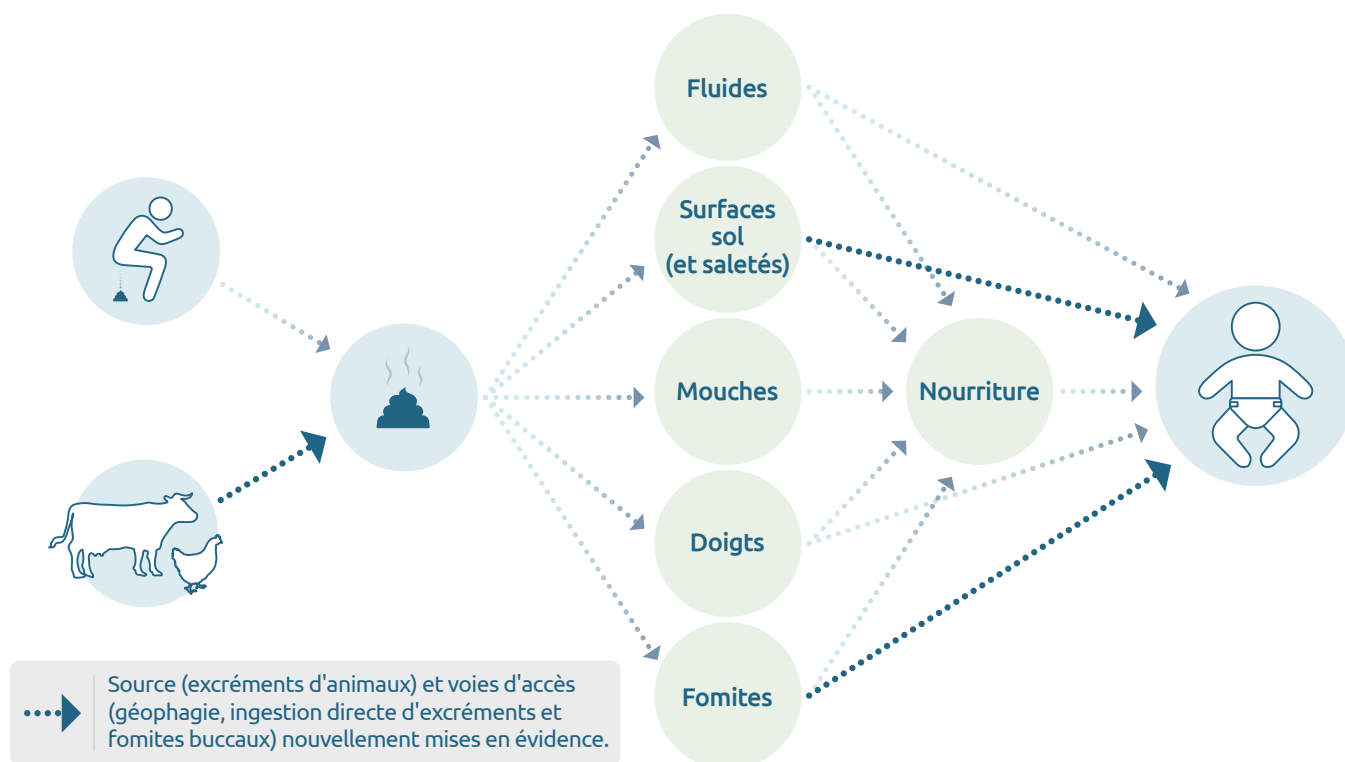 Fluides
Surfaces
sol
(et saletés)
Mouches
Nourriture
Doigts
Fomites
Source (excréments d'animaux) et voies d'accès
(géophagie, ingestion directe d'excréments et
fomites buccaux) nouvellement mises en évidence.